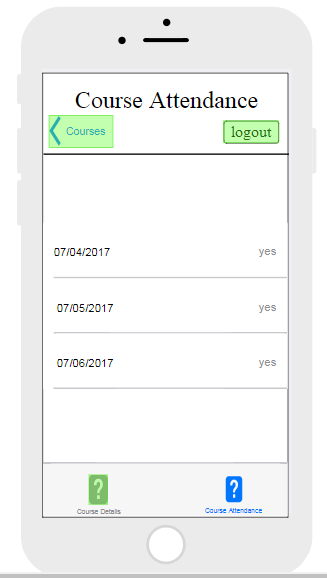 Course Attendance
Courses
logout
07/04/2017 yes
07/05/2017 yes
07/06/2017 yes
? ?
Course Details Course Attendance